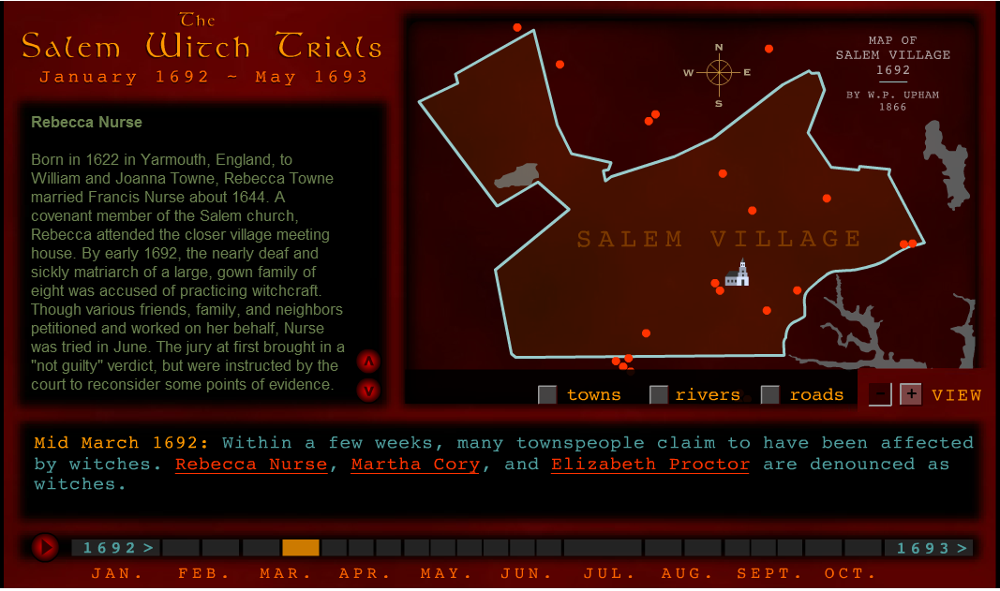 The
Salem Witch Trials
January 1692 ~ May 1693
Rebecca Nurse
Born in 1622 in Yarmouth, England, to
William and Joanna Towne, Rebecca Towne
married Francis Nurse about 1644. A
covenant member of the Salem church,
Rebecca attended the closer village meeting
house. By early 1692, the nearly deaf and
sickly matriarch of a large, gown family of
eight was accused of practicing witchcraft.
Though various friends, family, and neighbors
petitioned and worked on her behalf, Nurse
was tried in June. The jury at first brought in a
"not guilty" verdict, but were instructed by the
court to reconsider some points of evidence.
N
W E
S
MAP OF
SALEM VILLAGE
1692
BY W.P. UPHAM
1866
SALEM VILLAGE
towns rivers roads - + VIEW
Mid March 1692: Within a few weeks, many townspeople claim to have been affected
by witches. Rebecca Nurse, Martha Cory, and Elizabeth Proctor are denounced as
witches.
1692 > 1693 >
JAN. FEB. MAR. APR. MAY. JUN. JUL. AUG. SEPT. OCT.